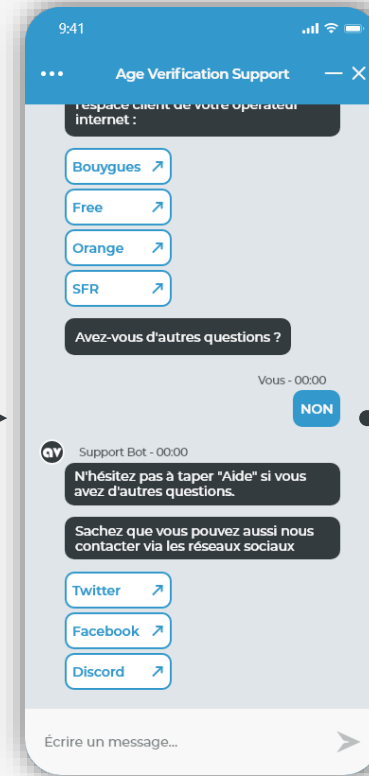 9:41
Age Verification Support
l'espace client de votre opérateur
internet :
Bouygues
Free
Orange
SFR
Avez-vous d'autres questions ?
Vous - 00:00
NON
av
Support Bot - 00:00
N'hésitez pas à taper "Aide" si vous
avez d'autres questions.
Sachez que vous pouvez aussi nous
contacter via les réseaux sociaux
Twitter
Facebook
Discord
Écrire un message...